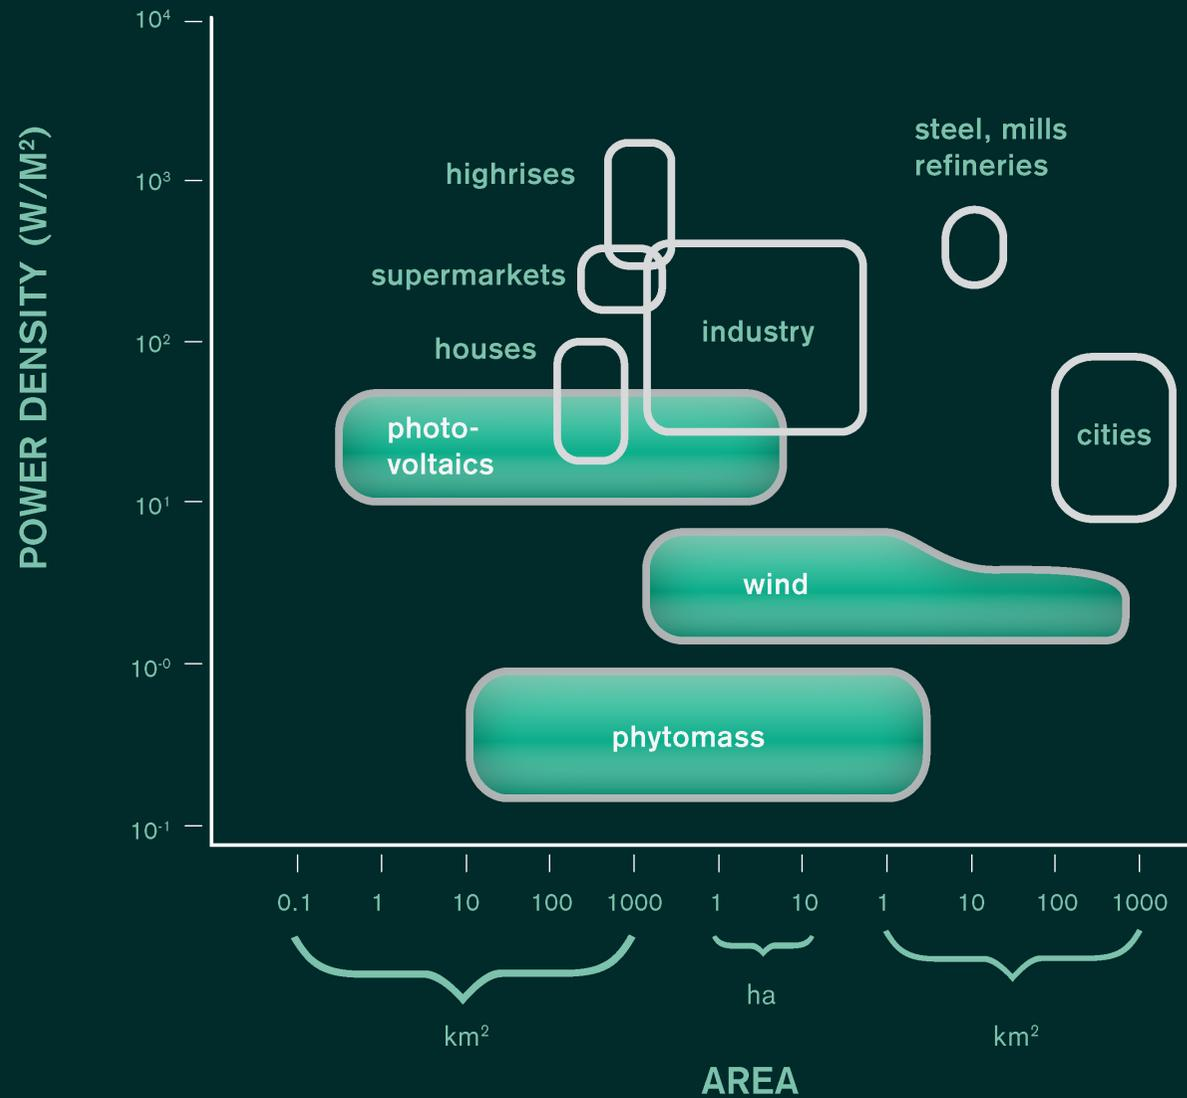 10⁴
POWER DENSITY (W/M²)
steel, mills
refineries
highrises
10³
supermarkets
industry
houses
10²
photo-
voltaics
cities
10¹
wind
10⁻⁰
phytomass
10⁻¹
0.1 1 10 100 1000 1 10 1 10 100 1000
ha
km² km²
AREA